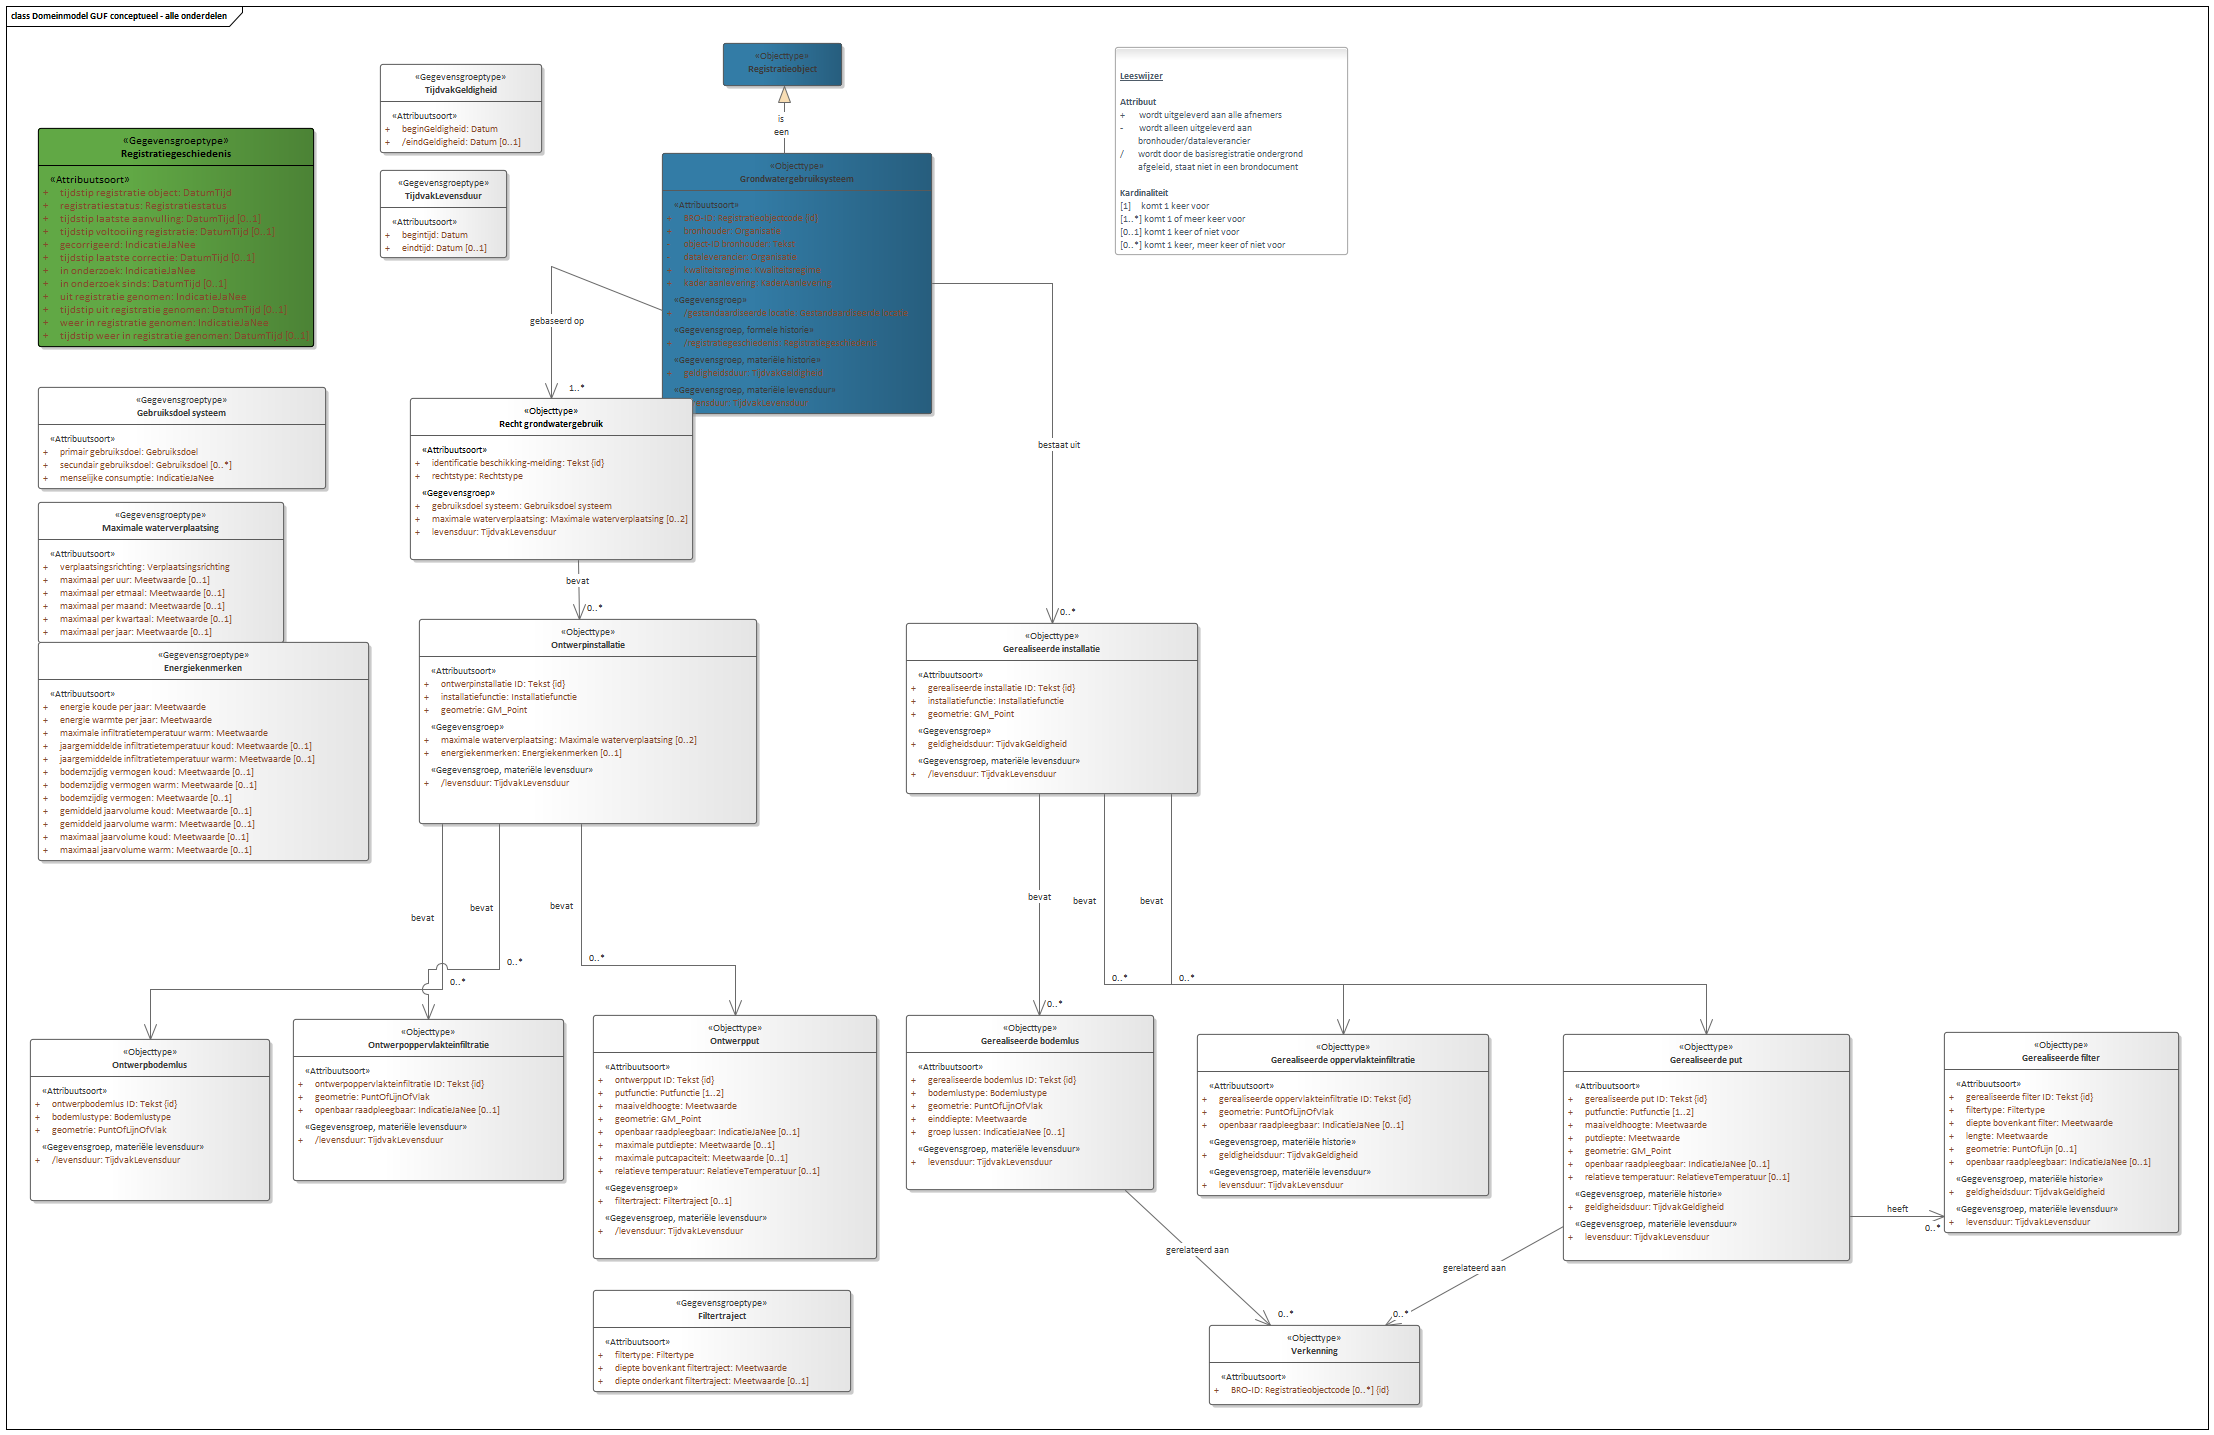 class Domeinmodel GUF conceptueel - alle onderdelen
«Objecttype»
Registratieobject
is
een
Leeswijzer
Attribuut
+ wordt uitgeleverd aan alle afnemers
- wordt alleen uitgeleverd aan
bronhouder/dataleverancier
/ wordt door de basisregistratie ondergrond
afgeleid, staat niet in een brondocument
Kardinaliteit
[1] komt 1 keer voor
[1..*] komt 1 of meer keer voor
[0..1] komt 1 keer of niet voor
[0..*] komt 1 keer, meer keer of niet voor
«Gegevensgroeptype»
TijdvakGeldigheid
«Attribuutsoort»
+ beginGeldigheid: Datum
+ /eindGeldigheid: Datum [0..1]
«Gegevensgroeptype»
TijdvakLevensduur
«Attribuutsoort»
+ begintijd: Datum
+ eindtijd: Datum [0..1]
«Gegevensgroeptype»
Registratiegeschiedenis
«Attribuutsoort»
+ tijdstip registratie object: DatumTijd
+ registratiestatus: Registratiestatus
+ tijdstip laatste aanvulling: DatumTijd [0..1]
+ tijdstip voltooiing registratie: DatumTijd [0..1]
+ gecorrigeerd: IndicatieJaNee
+ tijdstip laatste correctie: DatumTijd [0..1]
+ in onderzoek: IndicatieJaNee
+ in onderzoek sinds: DatumTijd [0..1]
+ uit registratie genomen: IndicatieJaNee
+ tijdstip uit registratie genomen: DatumTijd [0..1]
+ weer in registratie genomen: IndicatieJaNee
+ tijdstip weer in registratie genomen: DatumTijd [0..1]
«Objecttype»
Grondwatergebruiksysteem
«Attribuutsoort»
+ BRO-ID: Registratieobjectcode {id}
bronhouder: Organisatie
object-ID bronhouder: Tekst
dataleverancier: Organisatie
+ kwaliteitsregime: Kwaliteitsregime
kader aanlevering: KaderAanlevering
«Gegevensgroep»
/gestandaardiseerde locatie:
«Gegevensgroep, formele historie»
/registratiegeschiedenis: Registratiegeschiedenis
«Gegevensgroep, materiële historie»
geldigheidsduur: TijdvakGeldigheid
«Gegevensgroep, materiële levensduur»
ensduur: TijdvakLevensduur
gebaseerd op
1..*
bestaat uit
0..*
«Gegevensgroeptype»
Gebruiksdoel systeem
«Attribuutsoort»
+ primair gebruiksdoel: Gebruiksdoel
+ secundair gebruiksdoel: Gebruiksdoel [0..*]
+ menselijke consumptie: IndicatieJaNee
«Objecttype»
Recht grondwatergebruik
«Attribuutsoort»
+ identificatie beschikking-melding: Tekst {id}
+ rechtstype: Rechtstype
«Gegevensgroep»
+ gebruiksdoel systeem: Gebruiksdoel systeem
+ maximale waterverplaatsing: Maximale waterverplaatsing [0..2]
+ levensduur: TijdvakLevensduur
bevat
0..*
«Gegevensgroeptype»
Maximale waterverplaatsing
«Attribuutsoort»
+ verplaatsingsrichting: Verplaatsingsrichting
+ maximaal per uur: Meetwaarde [0..1]
+ maximaal per etmaal: Meetwaarde [0..1]
+ maximaal per maand: Meetwaarde [0..1]
+ maximaal per kwartaal: Meetwaarde [0..1]
+ maximaal per jaar: Meetwaarde [0..1]
«Gegevensgroeptype»
Energiekenmerken
«Attribuutsoort»
+ energie koude per jaar: Meetwaarde
+ energie warmte per jaar: Meetwaarde
+ maximale infiltratietemperatuur warm: Meetwaarde
+ jaargemiddelde infiltratietemperatuur koud: Meetwaarde [0..1]
+ jaargemiddelde infiltratietemperatuur warm: Meetwaarde [0..1]
+ bodemzijdig vermogen koud: Meetwaarde [0..1]
+ bodemzijdig vermogen warm: Meetwaarde [0..1]
+ bodemzijdig vermogen: Meetwaarde [0..1]
+ gemiddeld jaarvolume koud: Meetwaarde [0..1]
+ gemiddeld jaarvolume warm: Meetwaarde [0..1]
+ maximaal jaarvolume koud: Meetwaarde [0..1]
+ maximaal jaarvolume warm: Meetwaarde [0..1]
«Objecttype»
Ontwerpinstallatie
«Attribuutsoort»
+ ontwerpinstallatie ID: Tekst {id}
+ installatiefunctie: Installatiefunctie
+ geometrie: GM_Point
«Gegevensgroep»
+ maximale waterverplaatsing: Maximale waterverplaatsing [0..2]
+ energiekenmerken: Energiekenmerken [0..1]
«Gegevensgroep, materiële levensduur»
+ /levensduur: TijdvakLevensduur
«Objecttype»
Gerealiseerde installatie
«Attribuutsoort»
+ gerealiseerde installatie ID: Tekst {id}
+ installatiefunctie: Installatiefunctie
+ geometrie: GM_Point
«Gegevensgroep»
+ geldigheidsduur: TijdvakGeldigheid
«Gegevensgroep, materiële levensduur»
+ /levensduur: TijdvakLevensduur
bevat
bevat
bevat
bevat
bevat
bevat
0..*
0..*
0..*
0..*
0..*
0..*
«Objecttype»
Ontwerpbodemlus
«Attribuutsoort»
+ ontwerpbodemlus ID: Tekst {id}
+ bodemlustype: Bodemlustype
+ geometrie: PuntOfLijnOfVlak
«Gegevensgroep, materiële levensduur»
+ /levensduur: TijdvakLevensduur
«Objecttype»
Ontwerpoppervlakteinfiltratie
«Attribuutsoort»
+ ontwerpoppervlakteinfiltratie ID: Tekst {id}
+ geometrie: PuntOfLijnOfVlak
+ openbaar raadpleegbaar: IndicatieJaNee [0..1]
«Gegevensgroep, materiële levensduur»
+ /levensduur: TijdvakLevensduur
«Objecttype»
Ontwerpput
«Attribuutsoort»
+ ontwerpput ID: Tekst {id}
+ putfunctie: Putfunctie [1..2]
+ maaiveldhoogte: Meetwaarde
+ geometrie: GM_Point
+ openbaar raadpleegbaar: IndicatieJaNee [0..1]
+ maximale putdiepte: Meetwaarde [0..1]
+ maximale putcapaciteit: Meetwaarde [0..1]
+ relatieve temperatuur: RelatieveTemperatuur [0..1]
«Gegevensgroep»
+ filtertraject: Filtertraject [0..1]
«Gegevensgroep, materiële levensduur»
+ /levensduur: TijdvakLevensduur
«Objecttype»
Gerealiseerde bodemlus
«Attribuutsoort»
+ gerealiseerde bodemlus ID: Tekst {id}
+ bodemlustype: Bodemlustype
+ geometrie: PuntOfLijnOfVlak
+ einddiepte: Meetwaarde
+ groep lussen: IndicatieJaNee [0..1]
«Gegevensgroep, materiële levensduur»
+ levensduur: TijdvakLevensduur
«Objecttype»
Gerealiseerde oppervlakteinfiltratie
«Attribuutsoort»
+ gerealiseerde oppervlakteinfiltratie ID: Tekst {id}
+ geometrie: PuntOfLijnOfVlak
+ openbaar raadpleegbaar: IndicatieJaNee [0..1]
«Gegevensgroep, materiële historie»
+ geldigheidsduur: TijdvakGeldigheid
«Gegevensgroep, materiële levensduur»
+ levensduur: TijdvakLevensduur
«Objecttype»
Gerealiseerde put
«Attribuutsoort»
+ gerealiseerde put ID: Tekst {id}
+ putfunctie: Putfunctie [1..2]
+ maaiveldhoogte: Meetwaarde
+ putdiepte: Meetwaarde
+ geometrie: GM_Point
+ openbaar raadpleegbaar: IndicatieJaNee [0..1]
+ relatieve temperatuur: RelatieveTemperatuur [0..1]
«Gegevensgroep, materiële historie»
+ geldigheidsduur: TijdvakGeldigheid
«Gegevensgroep, materiële levensduur»
+ levensduur: TijdvakLevensduur
heeft
0..*
«Objecttype»
Gerealiseerde filter
«Attribuutsoort»
+ gerealiseerde filter ID: Tekst {id}
+ filtertype: Filtertype
+ diepte bovenkant filter: Meetwaarde
+ lengte: Meetwaarde
+ geometrie: PuntOfLijn [0..1]
+ openbaar raadpleegbaar: IndicatieJaNee [0..1]
«Gegevensgroep, materiële historie»
+ geldigheidsduur: TijdvakGeldigheid
«Gegevensgroep, materiële levensduur»
+ levensduur: TijdvakLevensduur
gerelateerd aan
0..*
gerelateerd aan
0..*
«Gegevensgroeptype»
Filtertraject
«Attribuutsoort»
+ filtertype: Filtertype
+ diepte bovenkant filtertraject: Meetwaarde
+ diepte onderkant filtertraject: Meetwaarde [0..1]
«Objecttype»
Verkenning
«Attribuutsoort»
+ BRO-ID: Registratieobjectcode [0..*] {id}